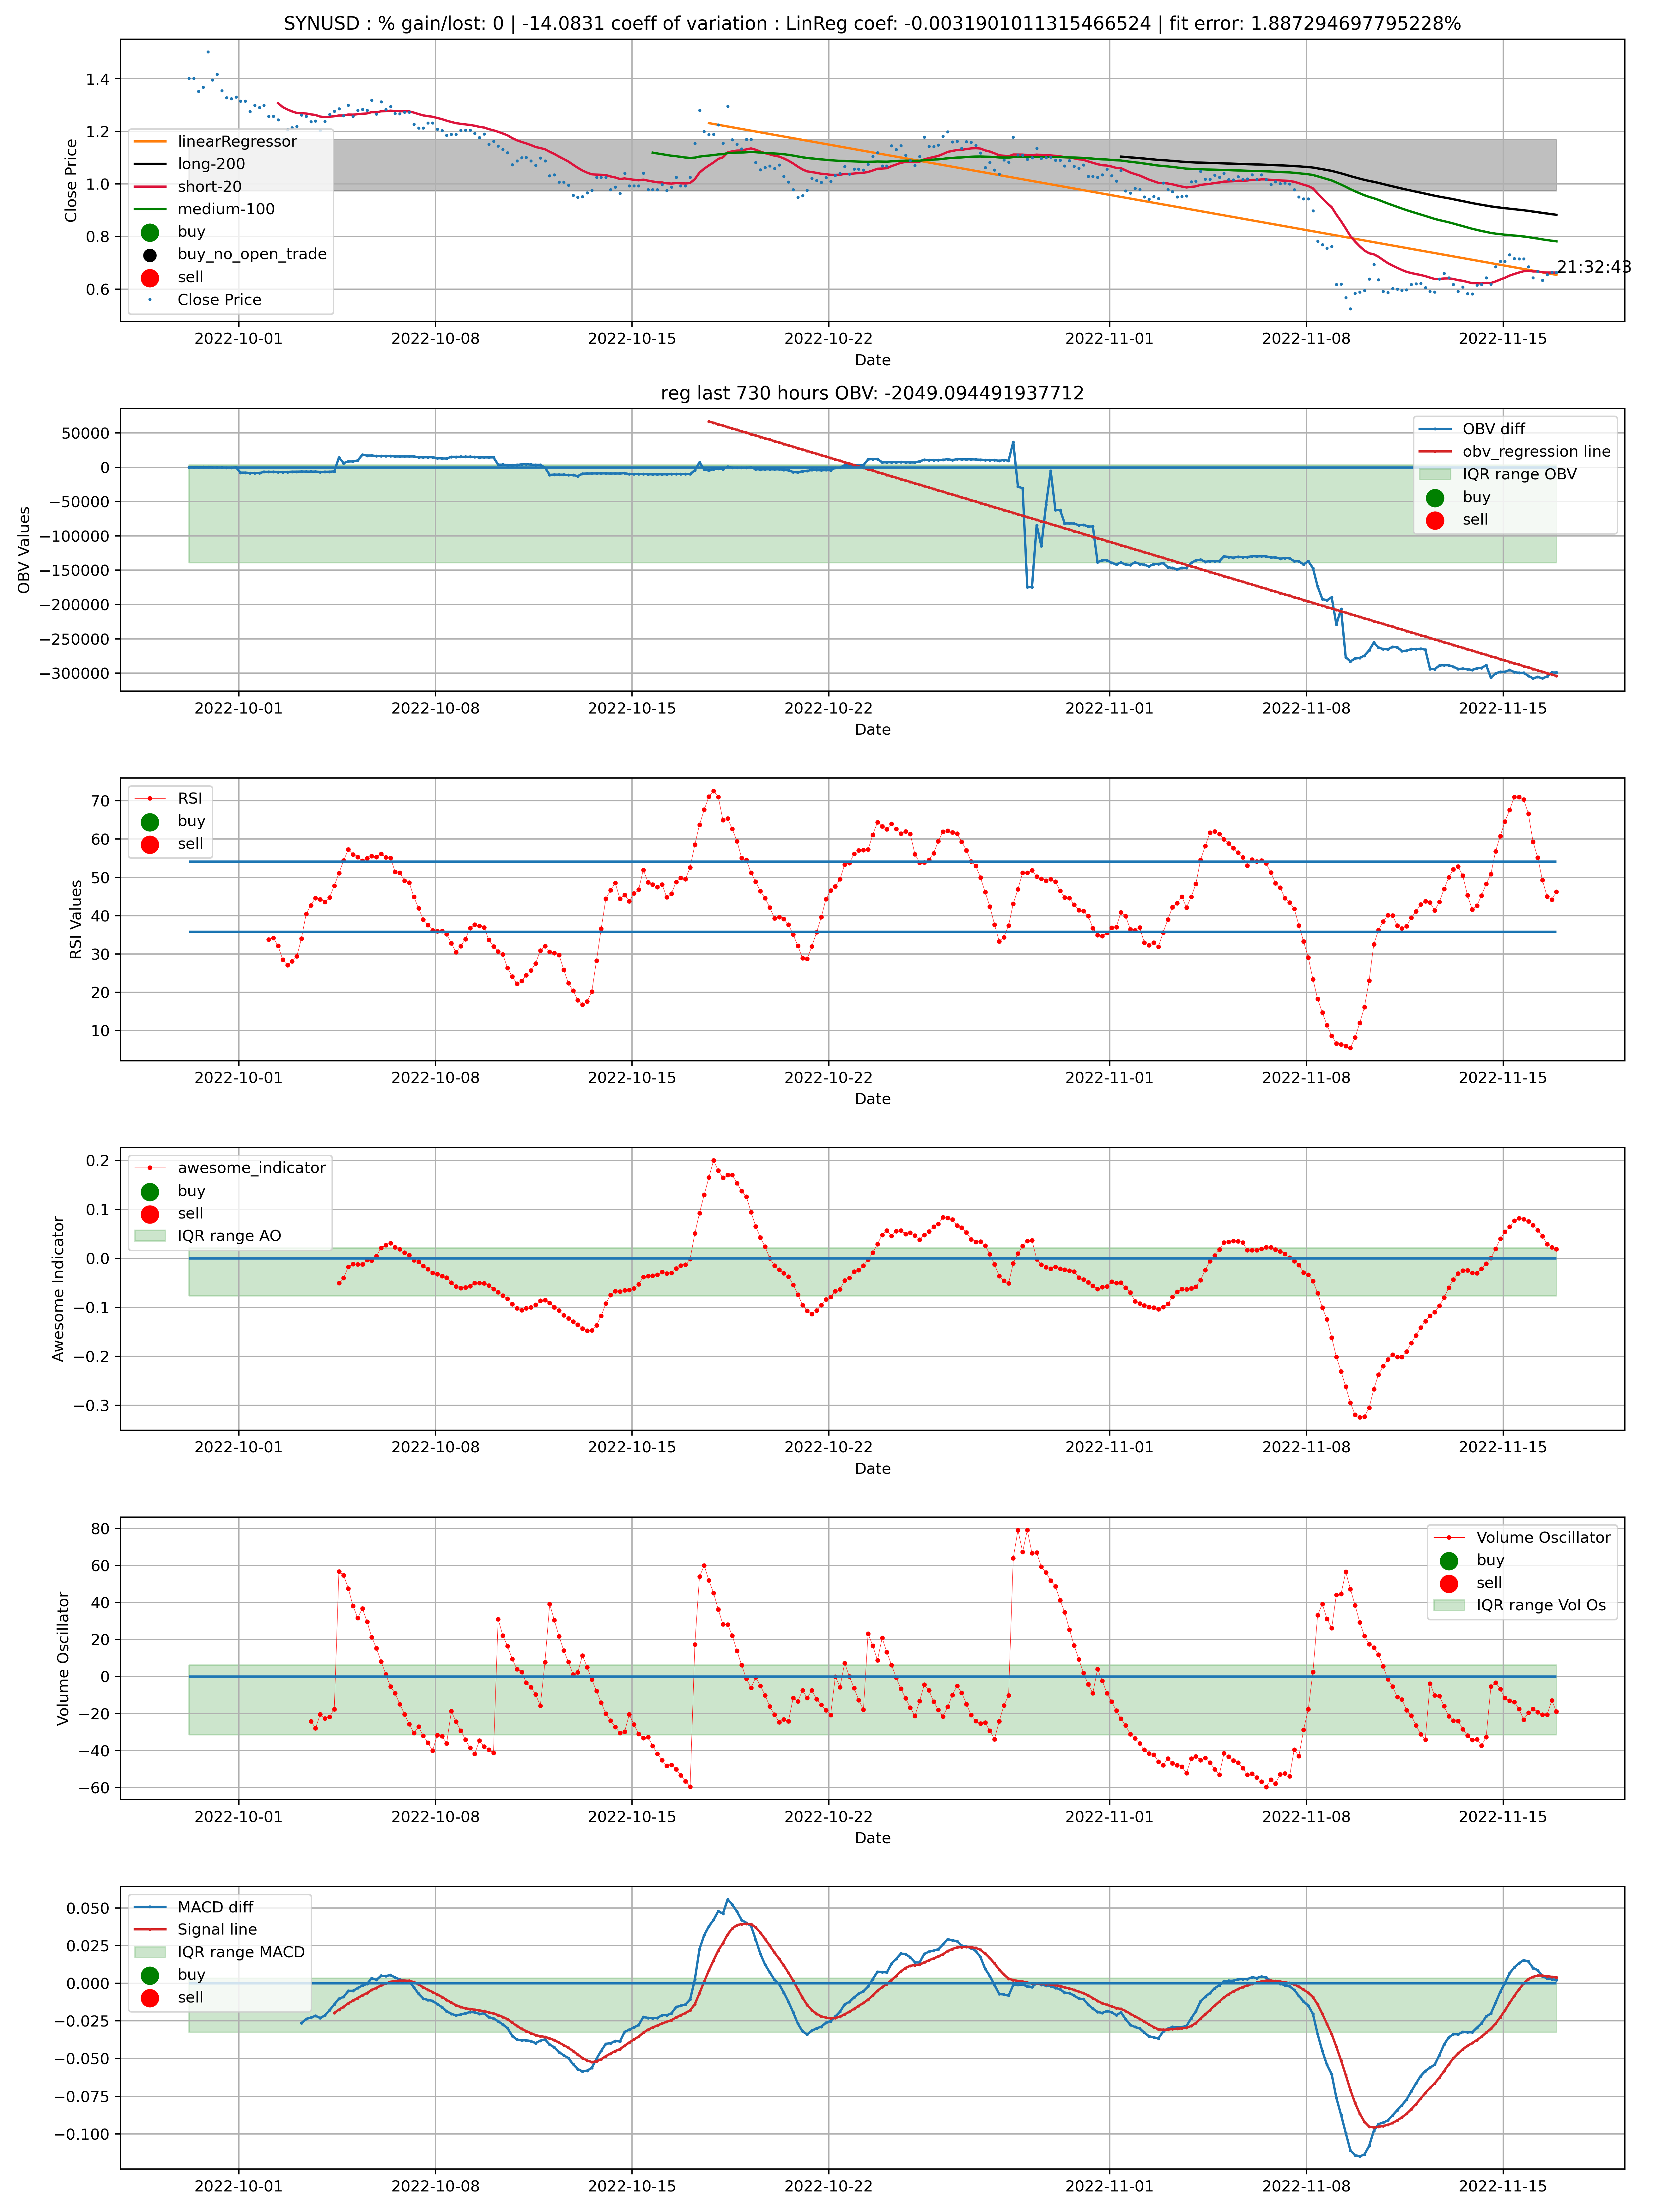 SYNUSD : % gain/lost: 0 | -14.0831 coeff of variation : LinReg coef: -0.0031901011315466524 | fit error: 1.887294697795228%
Close Price
1.4
1.2
1.0
0.8
0.6
linearRegressor
long-200
short-20
medium-100
buy
buy_no_open_trade
sell
Close Price
21:32:43
2022-10-01 2022-10-08 2022-10-15 2022-10-22 2022-11-01 2022-11-08 2022-11-15
Date
reg last 730 hours OBV: -2049.094491937712
OBV Values
50000
0
−50000
−100000
−150000
−200000
−250000
−300000
OBV diff
obv_regression line
IQR range OBV
buy
sell
2022-10-01 2022-10-08 2022-10-15 2022-10-22 2022-11-01 2022-11-08 2022-11-15
Date
RSI Values
70
60
50
40
30
20
10
RSI
buy
sell
2022-10-01 2022-10-08 2022-10-15 2022-10-22 2022-11-01 2022-11-08 2022-11-15
Date
Awesome Indicator
0.2
0.1
0.0
−0.1
−0.2
−0.3
awesome_indicator
buy
sell
IQR range AO
2022-10-01 2022-10-08 2022-10-15 2022-10-22 2022-11-01 2022-11-08 2022-11-15
Date
Volume Oscillator
80
60
40
20
0
−20
−40
−60
Volume Oscillator
buy
sell
IQR range Vol Os
2022-10-01 2022-10-08 2022-10-15 2022-10-22 2022-11-01 2022-11-08 2022-11-15
Date
0.050
0.025
0.000
−0.025
−0.050
−0.075
−0.100
MACD diff
Signal line
IQR range MACD
buy
sell
2022-10-01 2022-10-08 2022-10-15 2022-10-22 2022-11-01 2022-11-08 2022-11-15